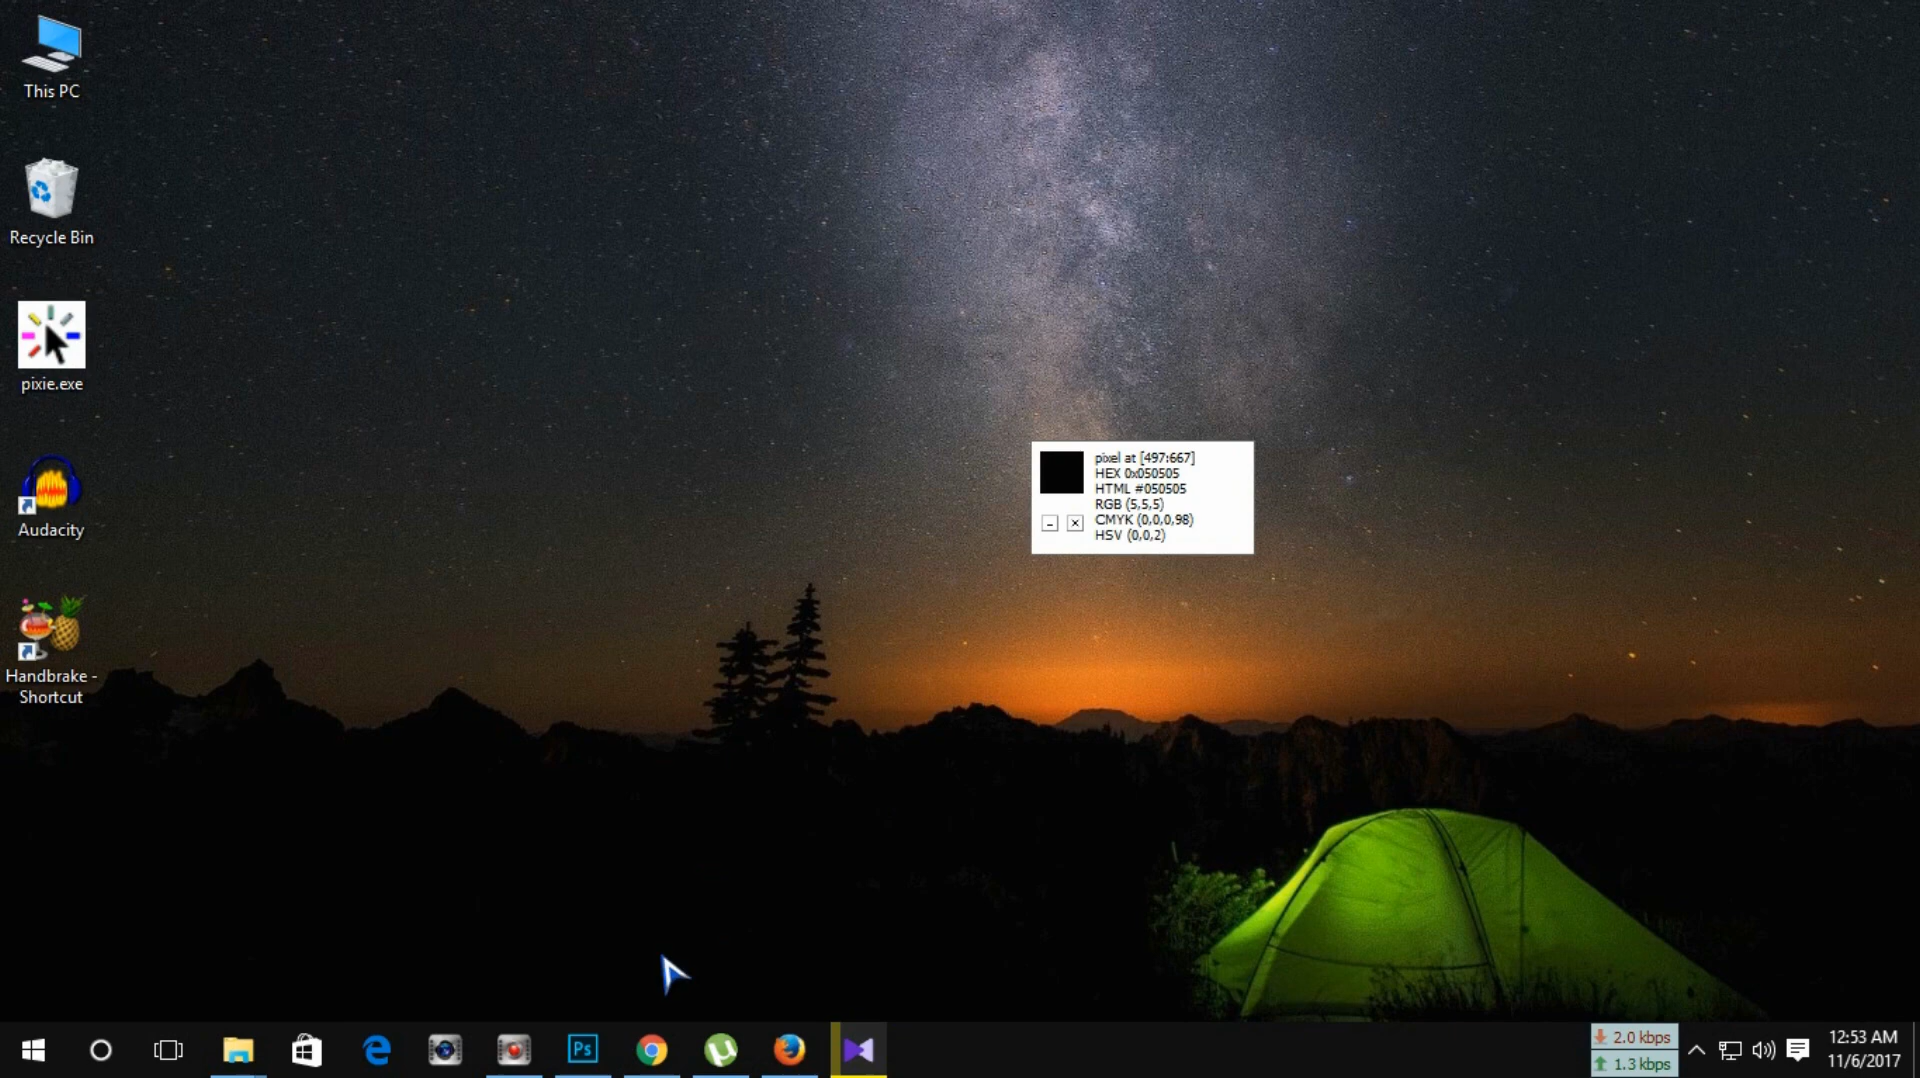 This PC
Recycle Bin
pixie.exe
Audacity
Handbrake -
Shortcut
pixel at [497:667]
HEX 0x050505
HTML #050505
RGB (5,5,5)
CMYK (0,0,0,98)
HSV (0,0,2)
Ps
2.0 kbps
1.3 kbps
12:53 AM
11/6/2017